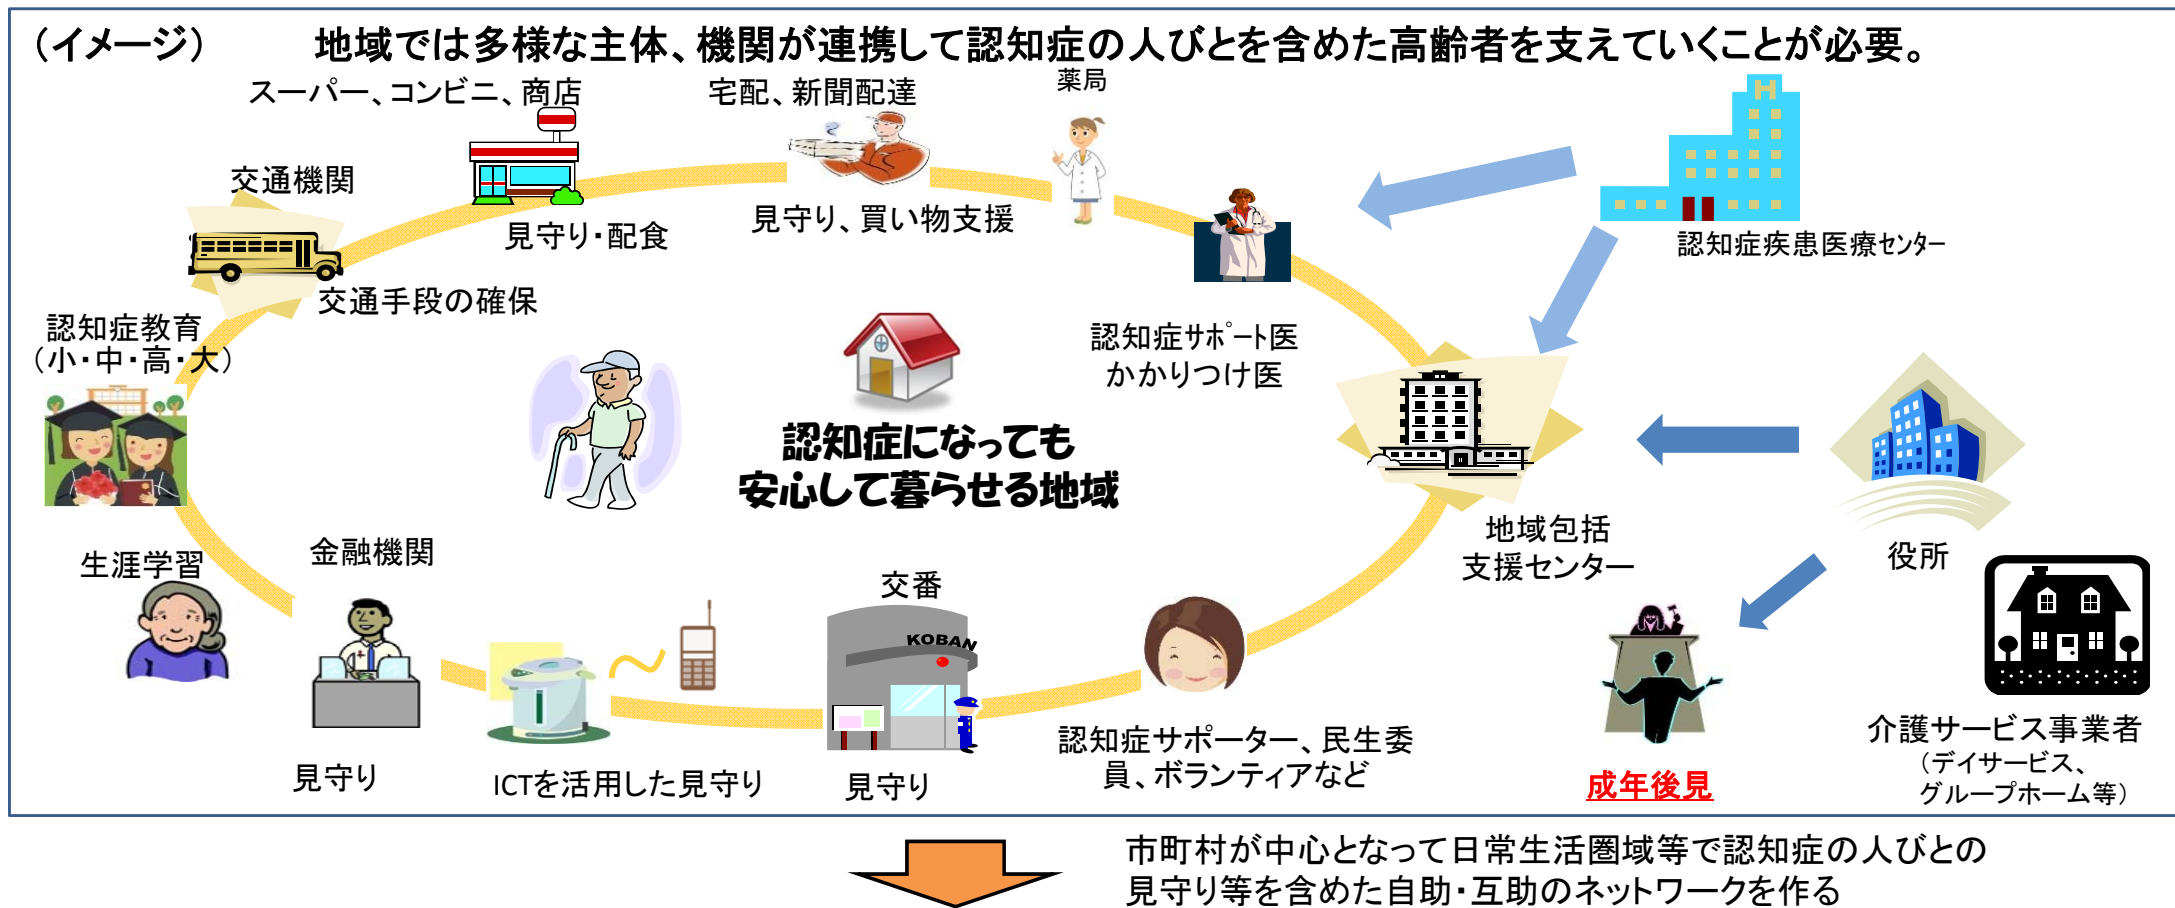 （イメージ）　地域では多様な主体、機関が連携して認知症の人びとを含めた高齢者を支えていくことが必要。
スーパー、コンビニ、商店
宅配、新聞配達
薬局
H
交通機関
見守り・配食
見守り、買い物支援
認知症疾患医療センター
交通手段の確保
認知症教育
（小・中・高・大）
認知症サポート医
かかりつけ医
認知症になっても
安心して暮らせる地域
地域包括
支援センター
役所
生涯学習
金融機関
交番
KOBAN
見守り
ICTを活用した見守り
見守り
認知症サポーター、民生委
員、ボランティアなど
成年後見
介護サービス事業者
（デイサービス、
グループホーム等）
市町村が中心となって日常生活圏域等で認知症の人びとの
見守り等を含めた自助・互助のネットワークを作る